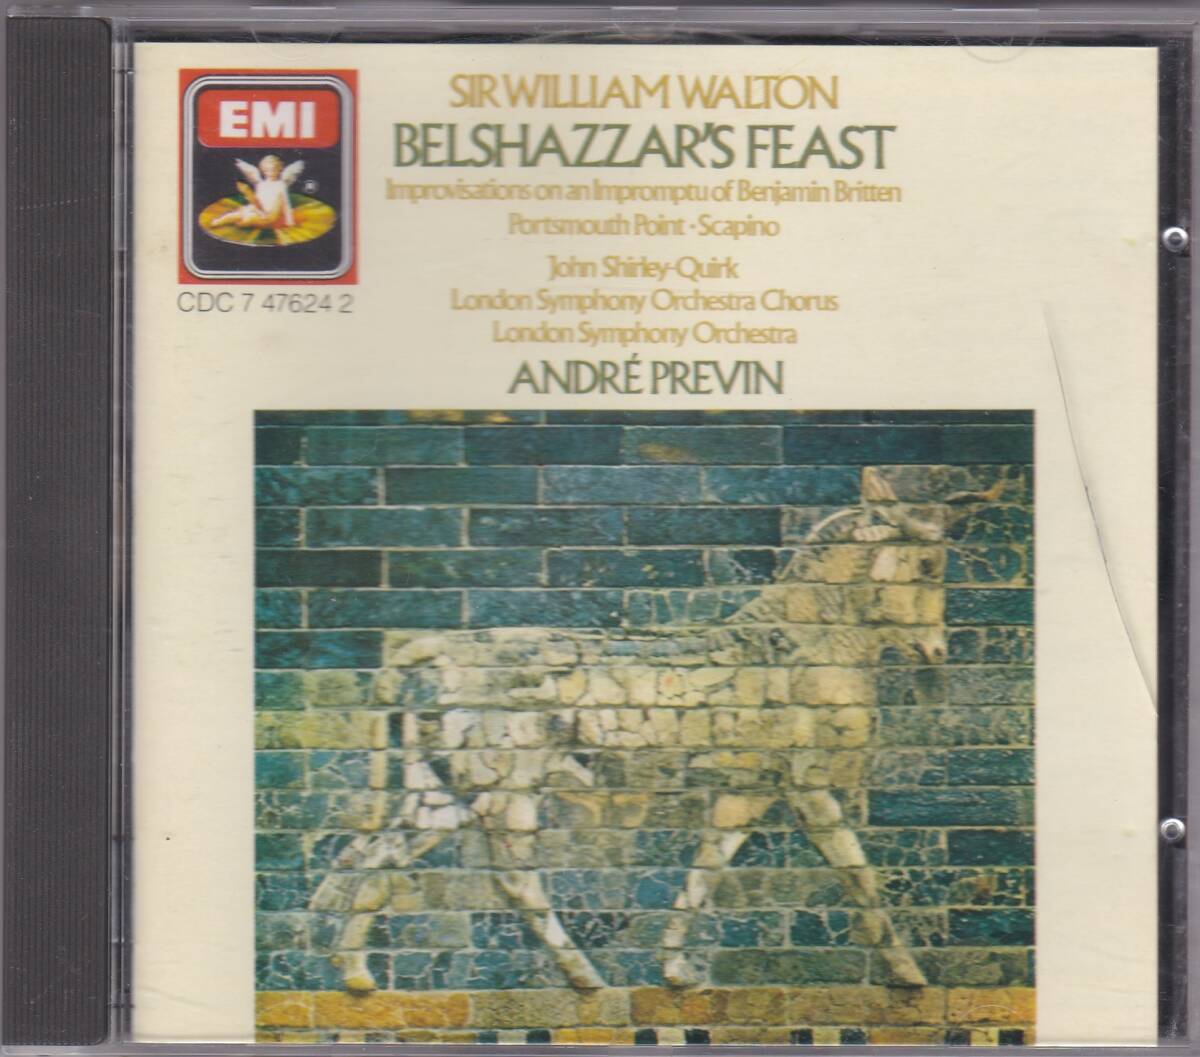 EMI
®
CDC 7 47624 2
SIR WILLIAM WALTON
BELSHAZZAR'S FEAST
Improvisations on an Impromptu of Benjamin Britten
Portsmouth Point • Scapino
John Shirley-Quirk
London Symphony Orchestra Chorus
London Symphony Orchestra
ANDRÉ PREVIN